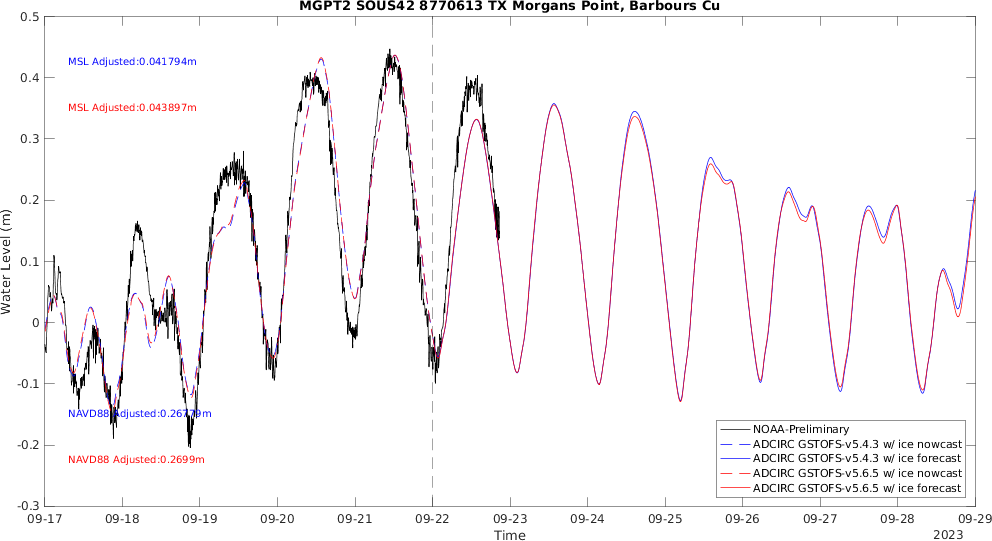 MGPT2 SOUS42 8770613 TX Morgans Point, Barbours Cu
0.5
0.4
0.3
0.2
0.1
0
-0.1
-0.2
-0.3
Water Level (m)
MSL Adjusted:0.041794m
MSL Adjusted:0.043897m
NAVD88 Adjusted:0.26779m
NAVD88 Adjusted:0.2699m
NOAA-Preliminary
ADCIRC GSTOFS-v5.4.3 w/ ice nowcast
ADCIRC GSTOFS-v5.4.3 w/ ice forecast
ADCIRC GSTOFS-v5.6.5 w/ ice nowcast
ADCIRC GSTOFS-v5.6.5 w/ ice forecast
09-17 09-18 09-19 09-20 09-21 09-22 09-23 09-24 09-25 09-26 09-27 09-28 09-29
Time
2023